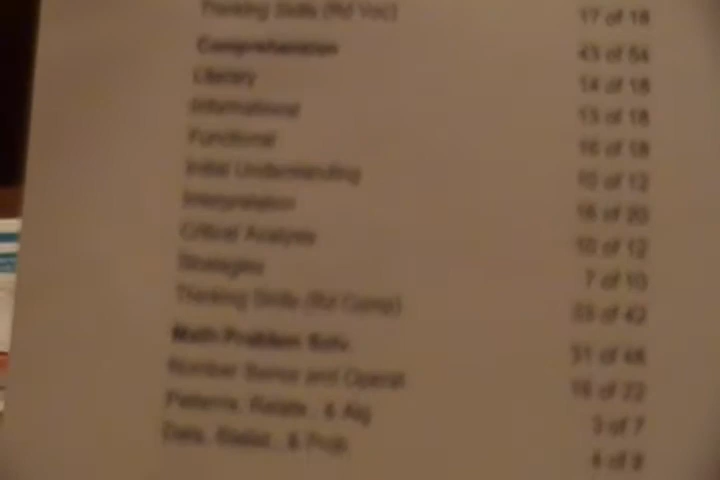 Thinking Skills (Rd Voc) 17 of 18
Comprehension 43 of 54
Literary 14 of 18
Informational 13 of 18
Functional 16 of 18
Initial Understanding 10 of 12
Interpretation 16 of 20
Critical Analysis 10 of 12
Strategies 7 of 10
Thinking Skills (Rd Comp) 33 of 42
Math Problem Solv. 31 of 48
Number Sense and Operat 16 of 22
Patterns, Relate., & Alg 3 of 7
Data, Statist., & Prob of 9